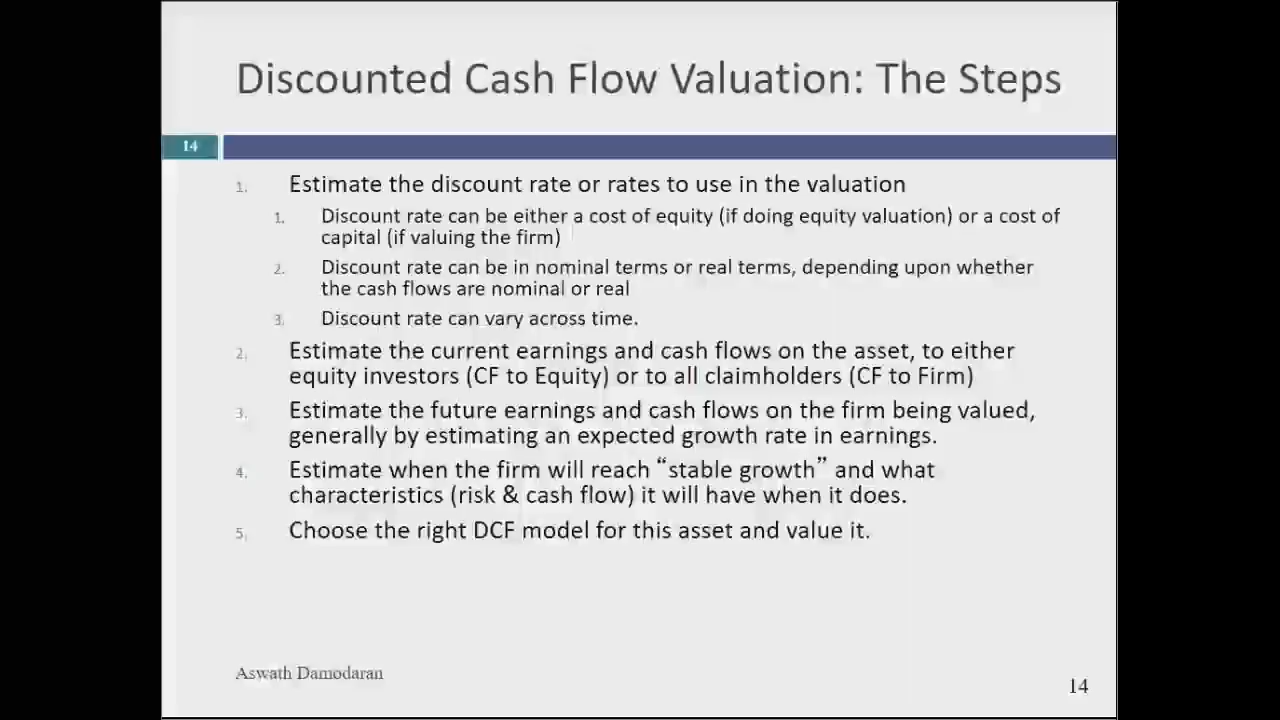 Discounted Cash Flow Valuation: The Steps
14
1. Estimate the discount rate or rates to use in the valuation
1. Discount rate can be either a cost of equity (if doing equity valuation) or a cost of
capital (if valuing the firm)
2. Discount rate can be in nominal terms or real terms, depending upon whether
the cash flows are nominal or real
3. Discount rate can vary across time.
2. Estimate the current earnings and cash flows on the asset, to either
equity investors (CF to Equity) or to all claimholders (CF to Firm)
3. Estimate the future earnings and cash flows on the firm being valued,
generally by estimating an expected growth rate in earnings.
4. Estimate when the firm will reach “stable growth” and what
characteristics (risk & cash flow) it will have when it does.
5. Choose the right DCF model for this asset and value it.
Aswath Damodaran
14